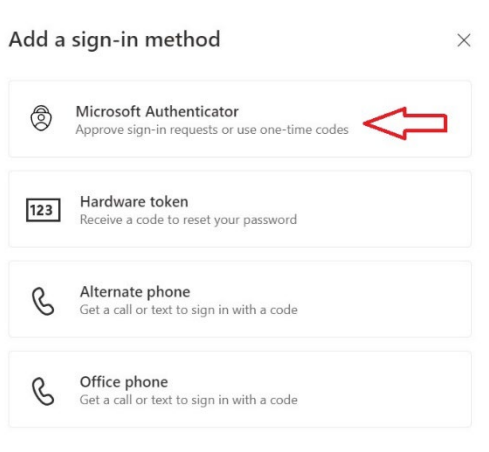 Add a sign-in method
Microsoft Authenticator
Approve sign-in requests or use one-time codes
123
Hardware token
Receive a code to reset your password
Alternate phone
Get a call or text to sign in with a code
Office phone
Get a call or text to sign in with a code